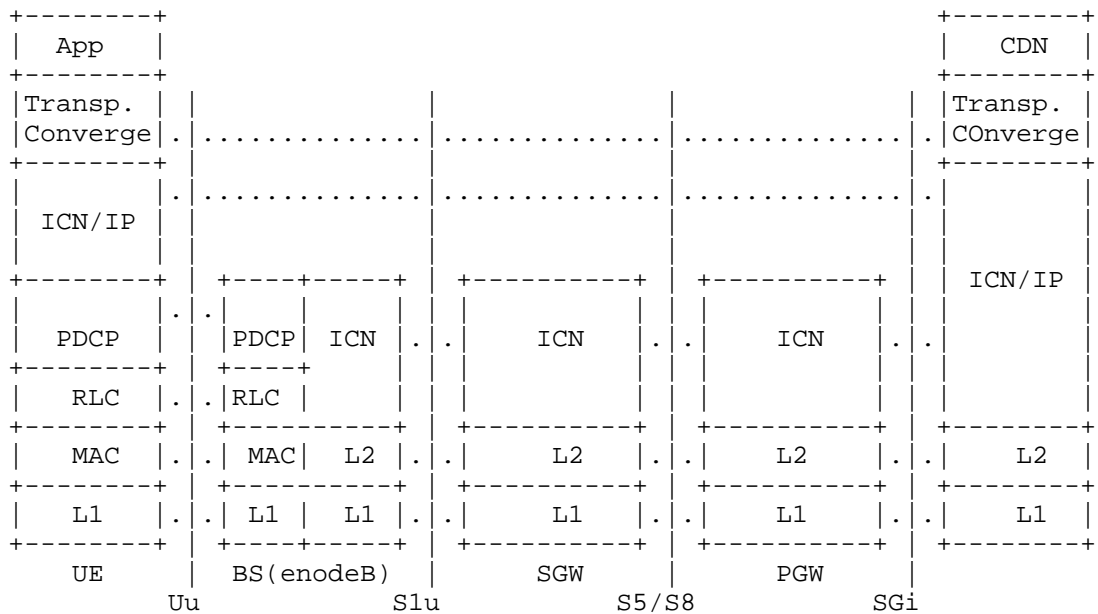 App CDN
Transp. Transp.
Converge COnverge
ICN/IP
ICN/IP
PDCP PDCP ICN ICN ICN
RLC RLC
MAC MAC L2 L2 L2 L2
L1 L1 L1 L1 L1 L1
UE BS(enodeB) SGW PGW
Uu S1u S5/S8 SGi